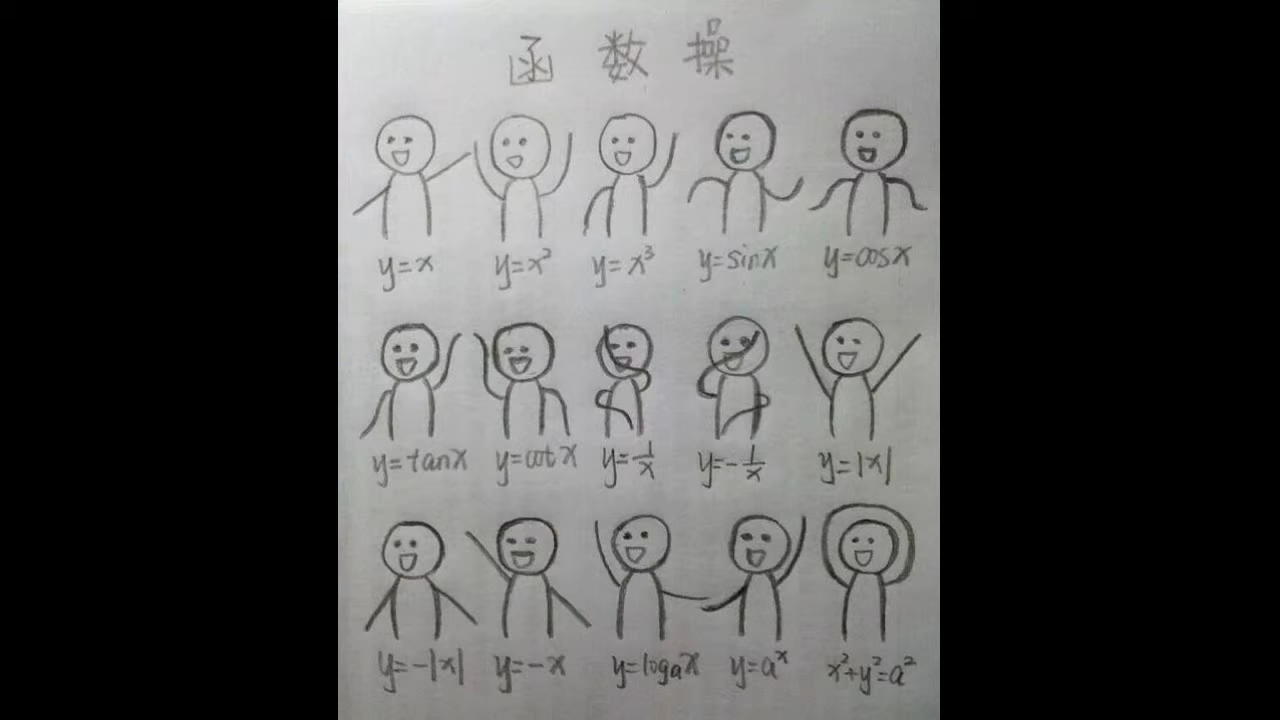 函数操
y=x y=x² y=x³ y=sinx y=cosx
y=tanx y=cotx y=1/x y=-1/x y=|x|
y=-|x| y=-x y=logₐx y=aˣ x²+y²=a²